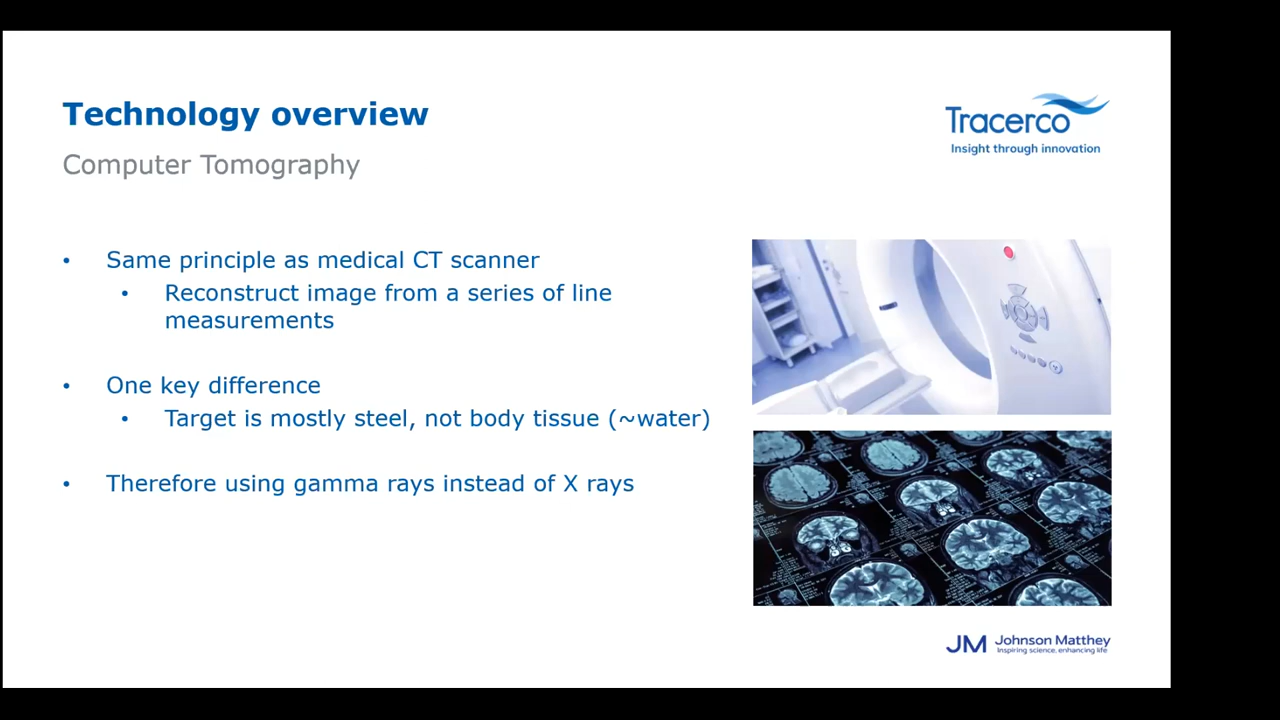 Technology overview
Computer Tomography
Tracerco
Insight through innovation
• Same principle as medical CT scanner
• Reconstruct image from a series of line
measurements
• One key difference
• Target is mostly steel, not body tissue (~water)
• Therefore using gamma rays instead of X rays
JM Johnson Matthey
Inspiring science, enhancing life